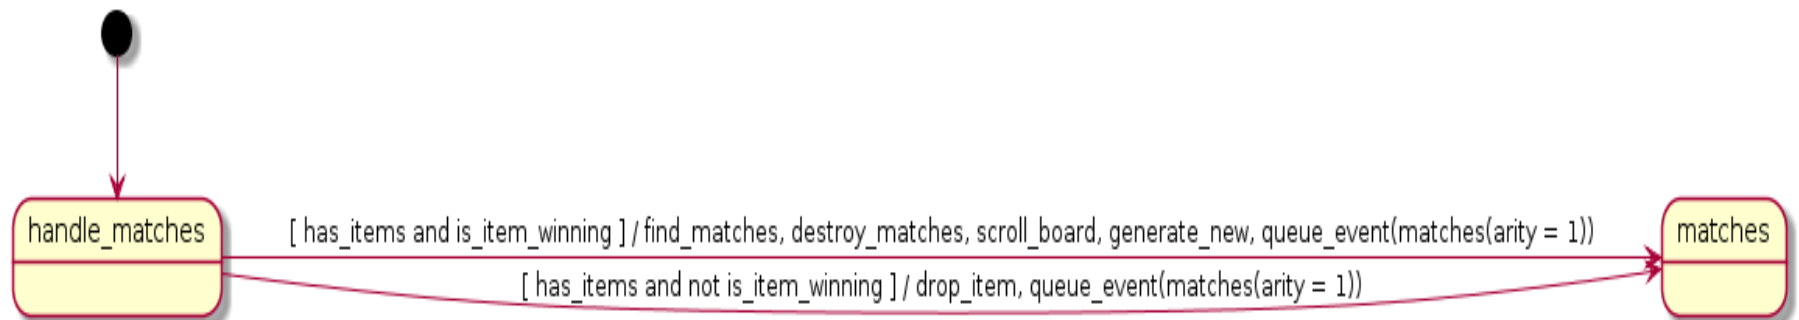 handle_matches
[ has_items and is_item_winning ] / find_matches, destroy_matches, scroll_board, generate_new, queue_event(matches(arity = 1))
matches
[ has_items and not is_item_winning ] / drop_item, queue_event(matches(arity = 1))